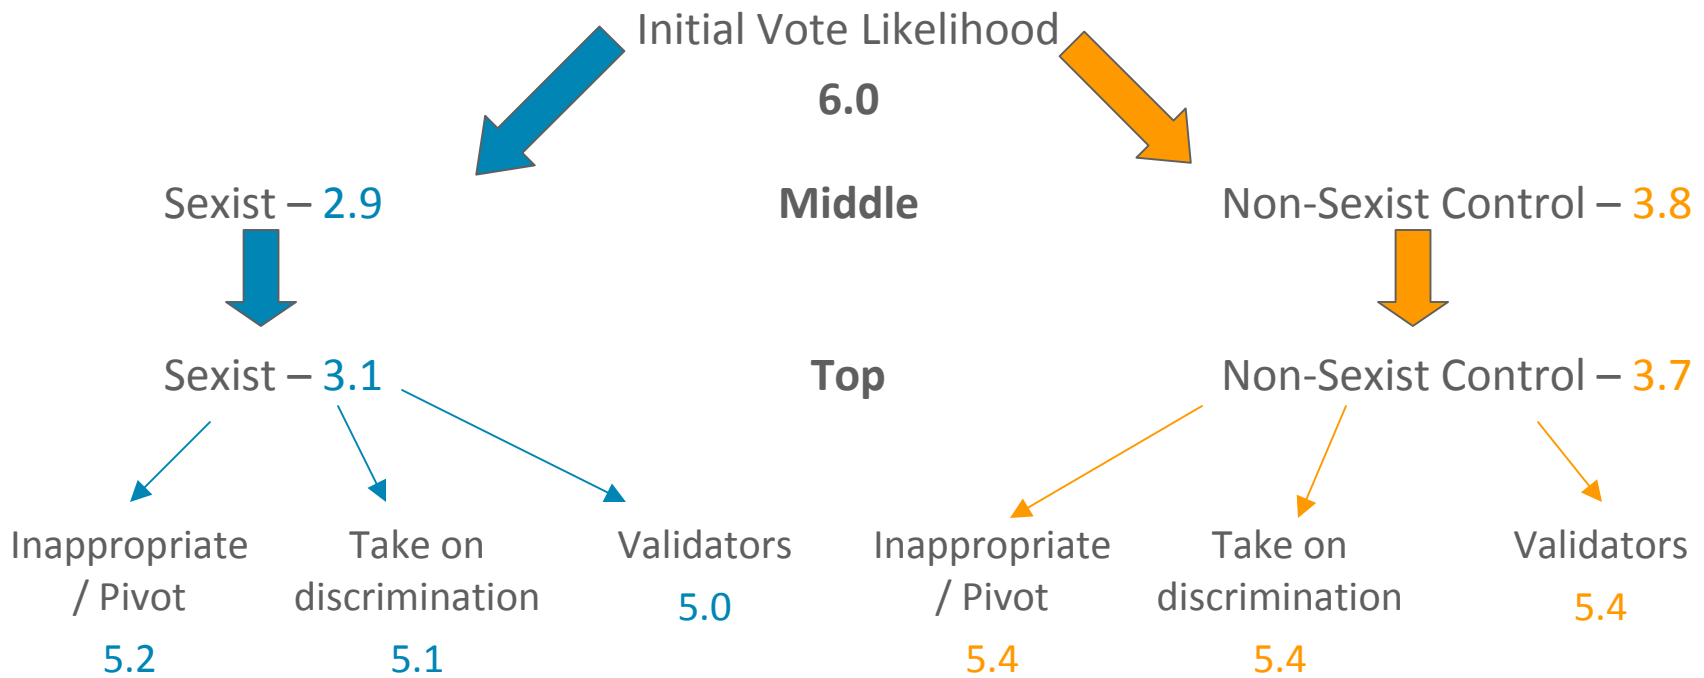 Initial Vote Likelihood
6.0
Sexist – 2.9
Middle
Non-Sexist Control – 3.8
Sexist – 3.1
Top
Non-Sexist Control – 3.7
Inappropriate
/ Pivot
5.2
Take on
discrimination
5.1
Validators
5.0
Inappropriate
/ Pivot
5.4
Take on
discrimination
5.4
Validators
5.4